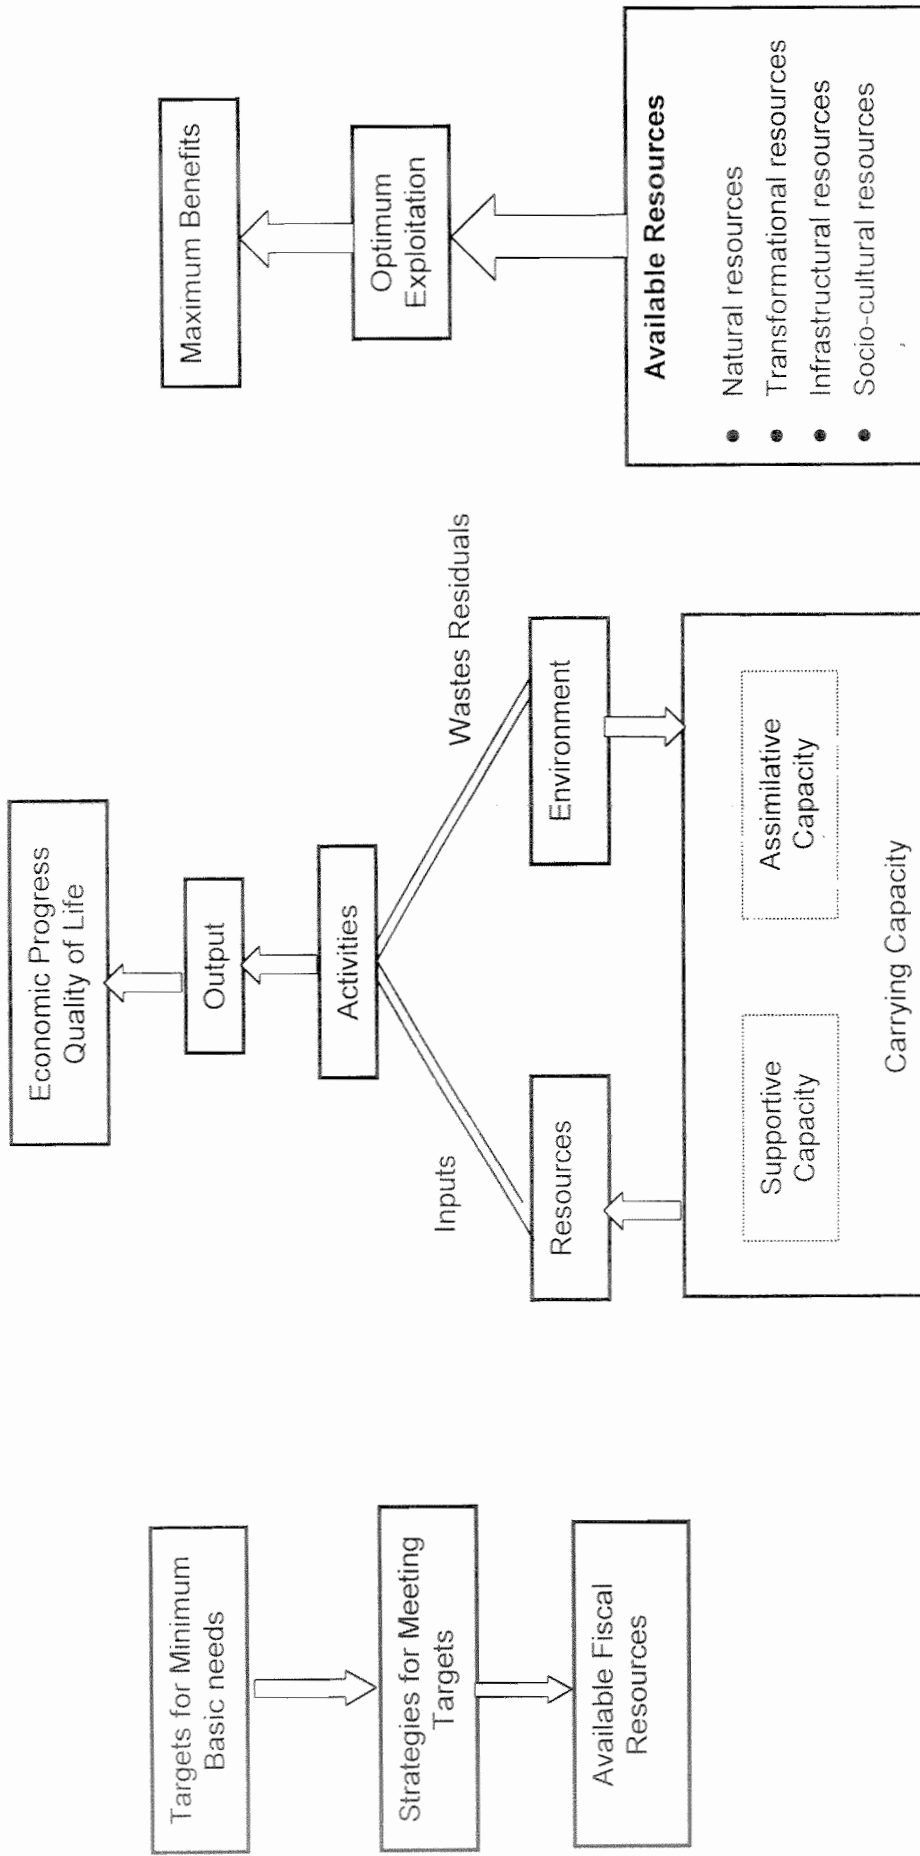 Targets for Minimum
Basic needs
Strategies for Meeting
Targets
Available Fiscal
Resources
Economic Progress
Quality of Life
Output
Activities
Inputs
Wastes Residuals
Resources
Environment
Supportive
Capacity
Assimilative
Capacity
Carrying Capacity
Maximum Benefits
Optimum
Exploitation
Available Resources
• Natural resources
• Transformational resources
• Infrastructural resources
• Socio-cultural resources